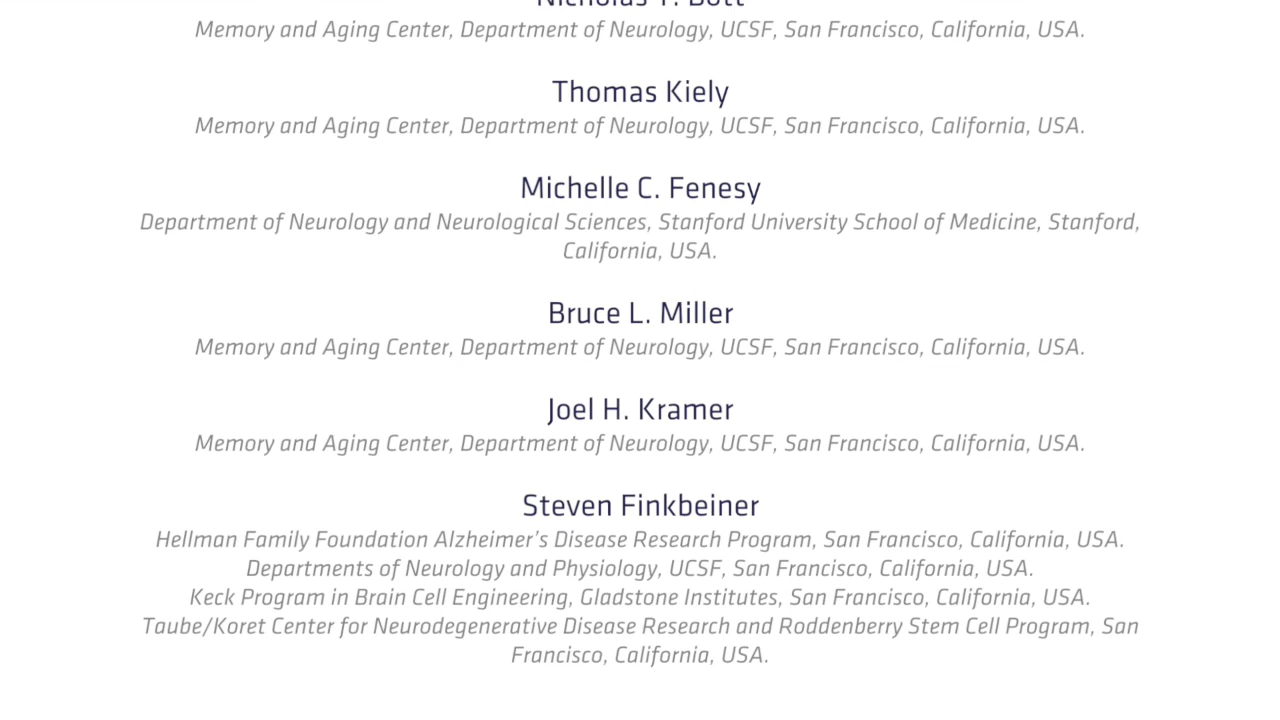 Nicholas T. Bott
Memory and Aging Center, Department of Neurology, UCSF, San Francisco, California, USA.
Thomas Kiely
Memory and Aging Center, Department of Neurology, UCSF, San Francisco, California, USA.
Michelle C. Fenesy
Department of Neurology and Neurological Sciences, Stanford University School of Medicine, Stanford,
California, USA.
Bruce L. Miller
Memory and Aging Center, Department of Neurology, UCSF, San Francisco, California, USA.
Joel H. Kramer
Memory and Aging Center, Department of Neurology, UCSF, San Francisco, California, USA.
Steven Finkbeiner
Hellman Family Foundation Alzheimer's Disease Research Program, San Francisco, California, USA.
Departments of Neurology and Physiology, UCSF, San Francisco, California, USA.
Keck Program in Brain Cell Engineering, Gladstone Institutes, San Francisco, California, USA.
Taube/Koret Center for Neurodegenerative Disease Research and Roddenberry Stem Cell Program, San
Francisco, California, USA.